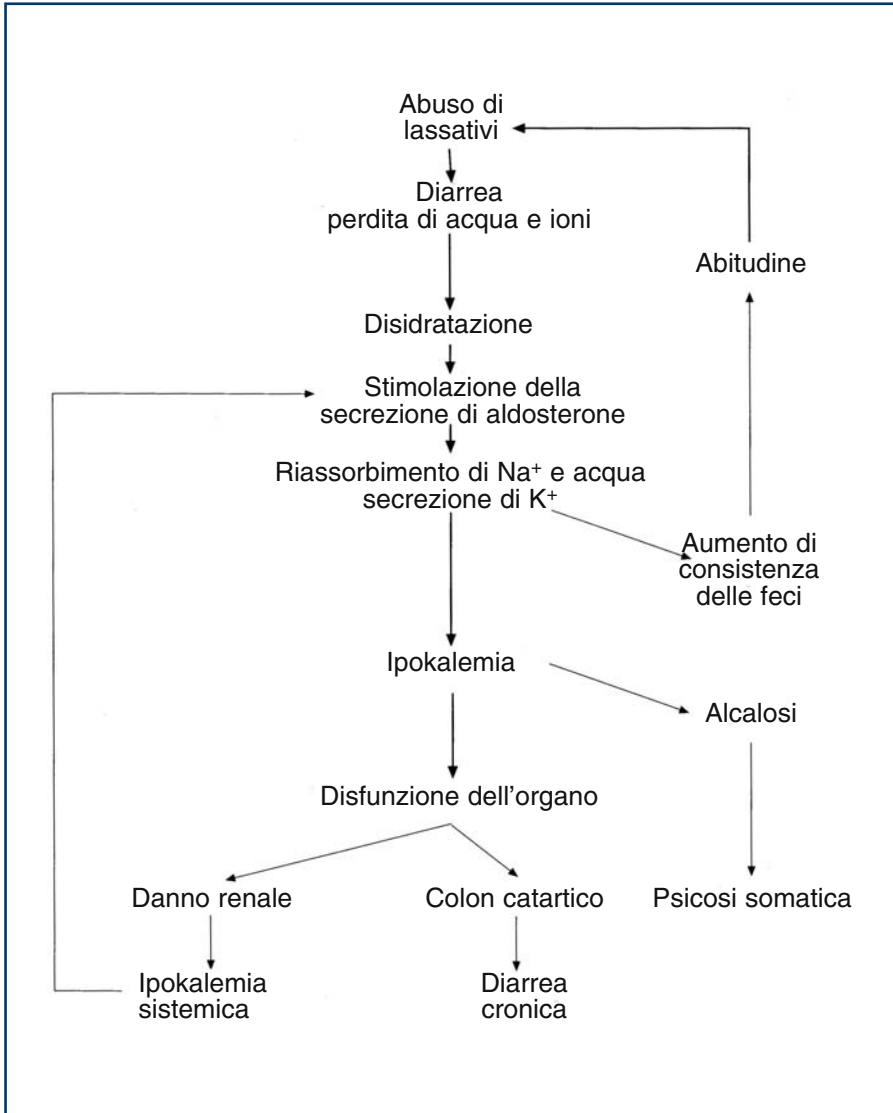 Abuso di
lassativi
Diarrea
perdita di acqua e ioni
Abitudine
Disidratazione
Stimolazione della
secrezione di aldosterone
Riassorbimento di Na⁺ e acqua
secrezione di K⁺
Aumento di
consistenza
delle feci
Ipokalemia
Alcalosi
Disfunzione dell'organo
Danno renale
Colon catartico
Psicosi somatica
Ipokalemia
sistemica
Diarrea
cronica